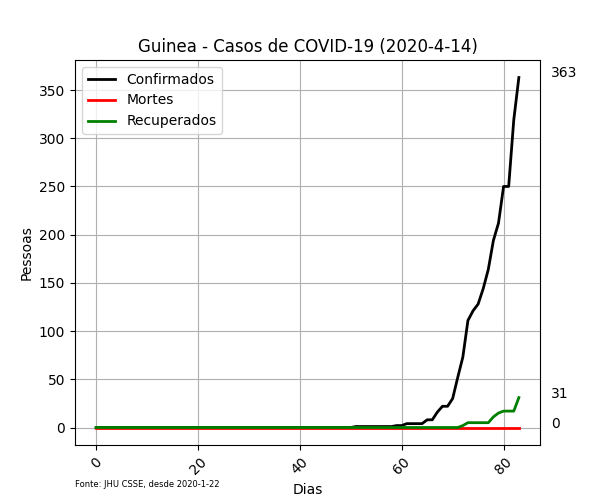 Guinea - Casos de COVID-19 (2020-4-14)
Confirmados
Mortes
Recuperados
363
31
0
350
300
250
200
150
100
50
0
Pessoas
0
20
40
60
80
Dias
Fonte: JHU CSSE, desde 2020-1-22